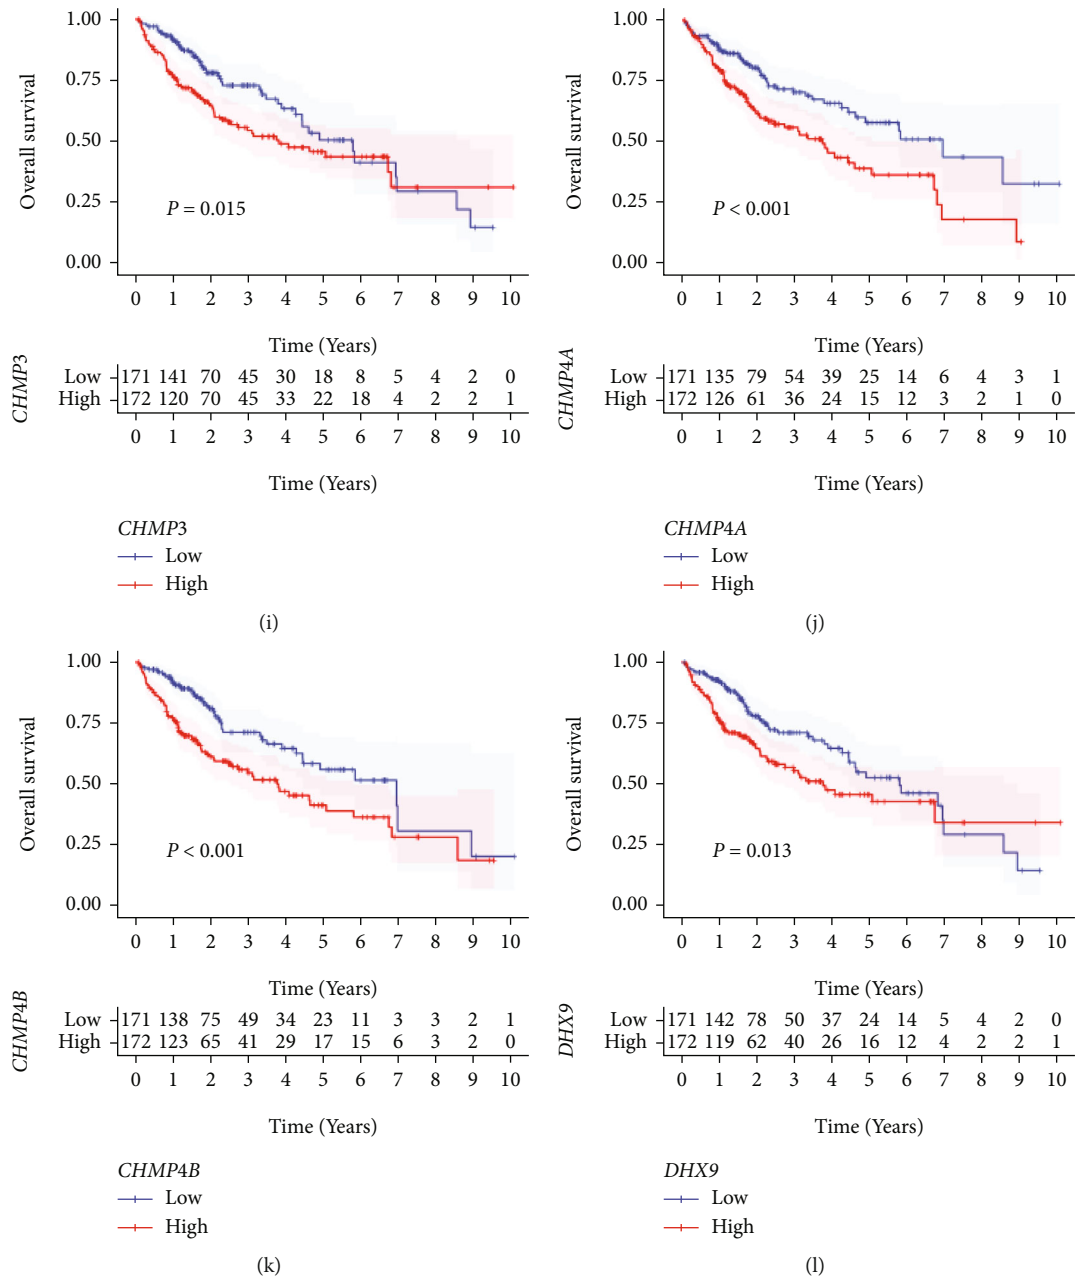 1.00
0.75
0.50
0.25
0.00
Overall survival
P = 0.015
0 1 2 3 4 5 6 7 8 9 10
Time (Years)
CHMP3
Low 171 141 70 45 30 18 8 5 4 2 0
High 172 120 70 45 33 22 18 4 2 2 1
0 1 2 3 4 5 6 7 8 9 10
Time (Years)
CHMP3
Low
High
(i)
1.00
0.75
0.50
0.25
0.00
Overall survival
P < 0.001
0 1 2 3 4 5 6 7 8 9 10
Time (Years)
CHMP4A
Low 171 135 79 54 39 25 14 6 4 3 1
High 172 126 61 36 24 15 12 3 2 1 0
0 1 2 3 4 5 6 7 8 9 10
Time (Years)
CHMP4A
Low
High
(j)
1.00
0.75
0.50
0.25
0.00
Overall survival
P < 0.001
0 1 2 3 4 5 6 7 8 9 10
Time (Years)
CHMP4B
Low 171 138 75 49 34 23 11 3 3 2 1
High 172 123 65 41 29 17 15 6 3 2 0
0 1 2 3 4 5 6 7 8 9 10
Time (Years)
CHMP4B
Low
High
(k)
1.00
0.75
0.50
0.25
0.00
Overall survival
P = 0.013
0 1 2 3 4 5 6 7 8 9 10
Time (Years)
DHX9
Low 171 142 78 50 37 24 14 5 4 2 0
High 172 119 62 40 26 16 12 4 2 2 1
0 1 2 3 4 5 6 7 8 9 10
Time (Years)
DHX9
Low
High
(l)